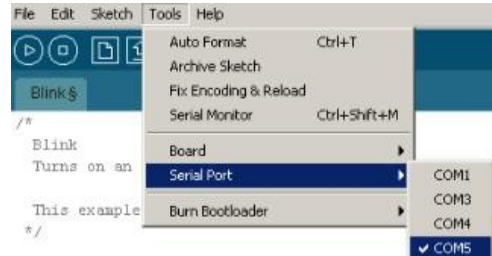 File Edit Sketch Tools Help
Auto Format Ctrl+T
Archive Sketch
Fix Encoding & Reload
Serial Monitor Ctrl+Shift+M
Board
Serial Port
Burn Bootloader
COM1
COM3
COM4
COM5
Blink§
/*
Blink
Turns on an
This example
*/